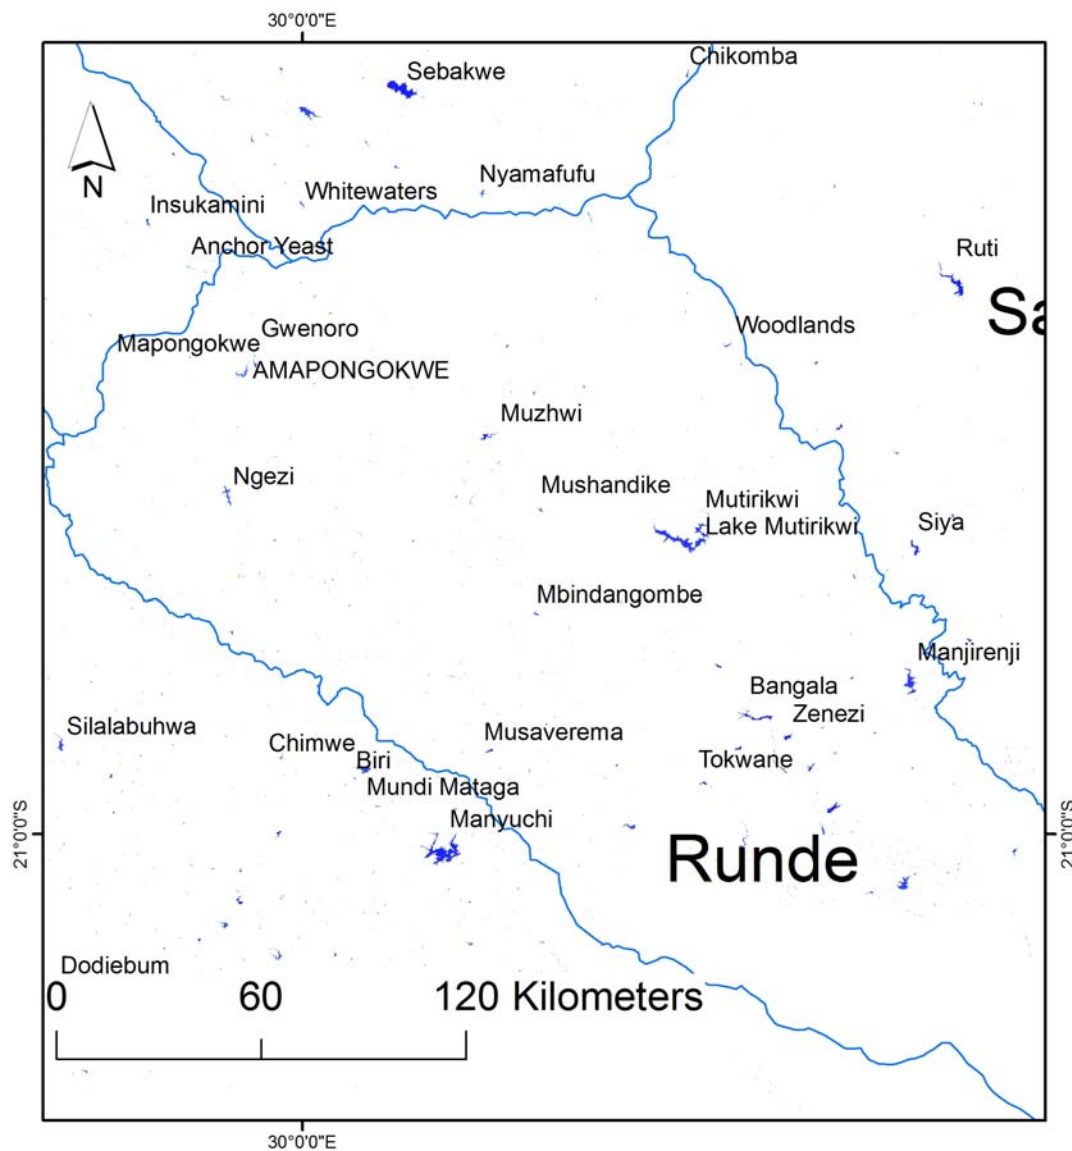 30°0'0"E
Chikomba
Sebakwe
Nyamafufu
N
Whitewaters
Insukamini
Anchor Yeast
Ruti
Sa
Woodlands
Gwenoro
Mapongokwe
AMAPONGOKWE
Muzhwi
Ngezi
Mushandike
Mutirikwi
Lake Mutirikwi
Siya
Mbindangombe
Manjirenji
Bangala
Zenezi
Silalabuhwa
Musaverema
Chimwe
Biri
Tokwane
Mundi Mataga
Manyuchi
21°0'0"S
21°0'0"S
Runde
Dodiebum
0 60 120 Kilometers
30°0'0"E